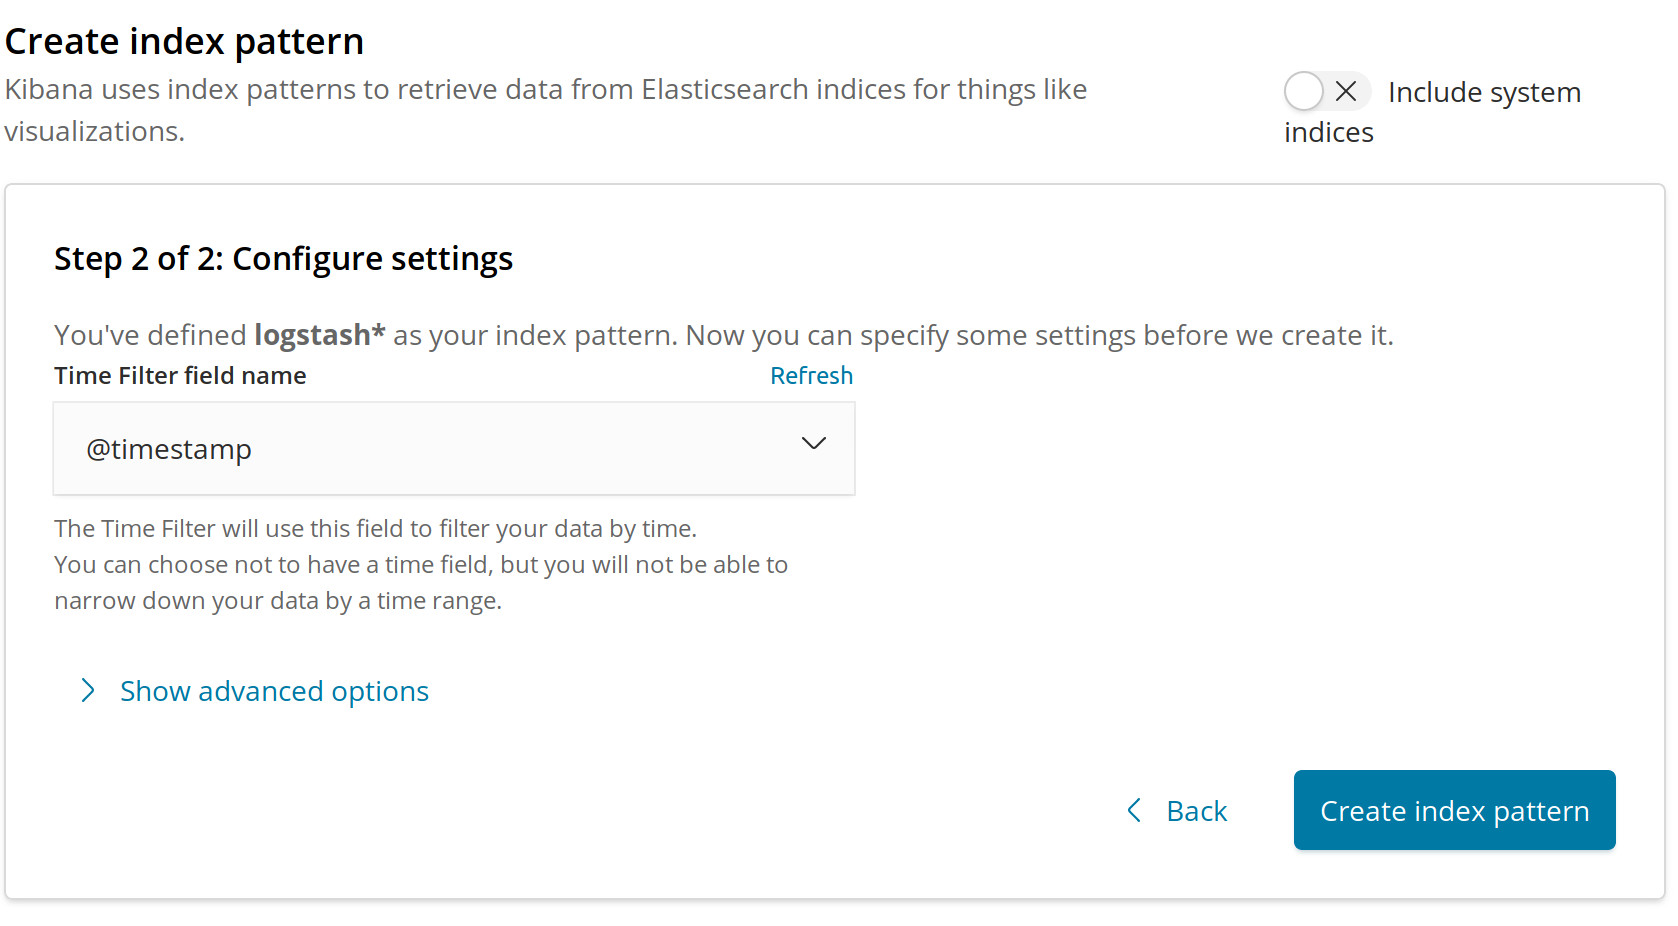 Create index pattern
Kibana uses index patterns to retrieve data from Elasticsearch indices for things like
visualizations.
Include system
indices
Step 2 of 2: Configure settings
You've defined logstash* as your index pattern. Now you can specify some settings before we create it.
Time Filter field name
Refresh
@timestamp
The Time Filter will use this field to filter your data by time.
You can choose not to have a time field, but you will not be able to
narrow down your data by a time range.
Show advanced options
Back
Create index pattern